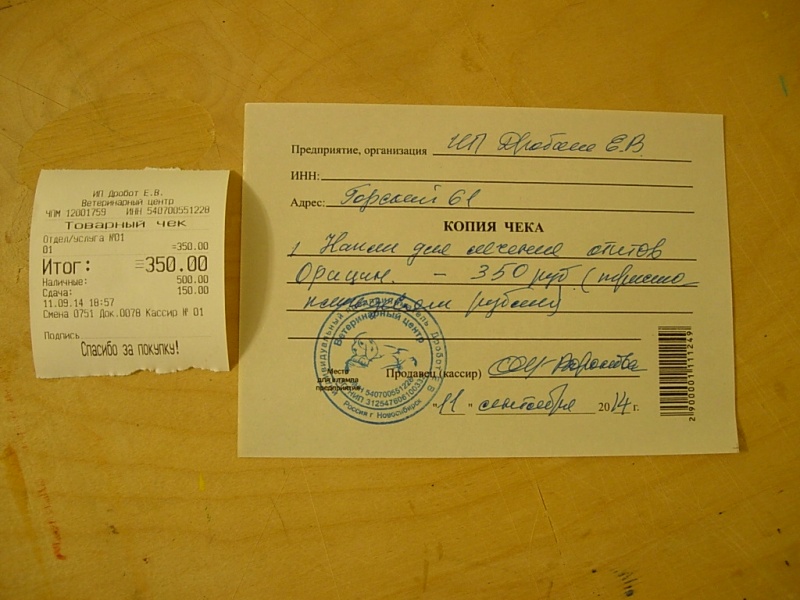 ИП Дробот Е.В.
Ветеринарный центр
ЧПМ 12001759 ИНН 540700551228
Товарный чек
Отдел/услуга №01
01 =350.00
Итог: =350.00
Наличные: 500.00
Сдача: 150.00
11.09.14 18:57
Смена 0751 Док.0078 Кассир № 01
Подпись
Спасибо за покупку!
Предприятие, организация ИП Дробот Е.В.
ИНН:
Адрес: Горский 61
КОПИЯ ЧЕКА
1 Капли для лечения отитов
Орицин. – 350 руб (триста
рублей)
Ветеринарный центр
Место
для штампа
предприятия
Россия г Новосибирск
Продавец (кассир)
"11" сентября 2014 г.
2900001111249